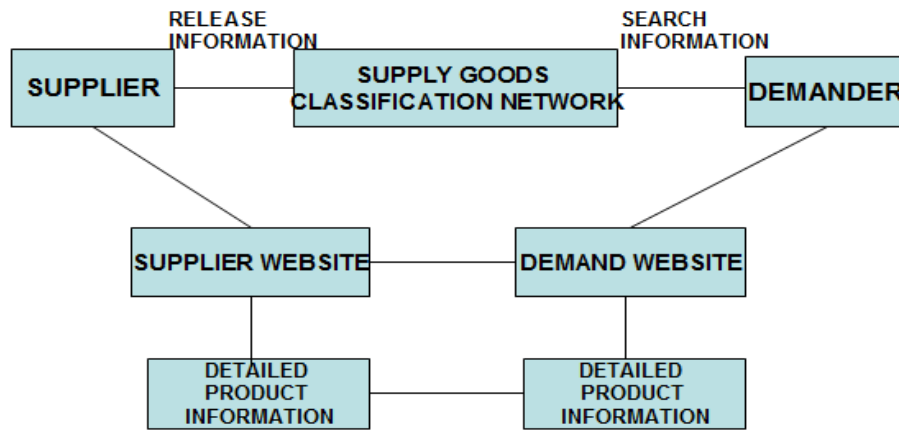 RELEASE
INFORMATION
SEARCH
INFORMATION
SUPPLIER
SUPPLY GOODS
CLASSIFICATION NETWORK
DEMANDER
SUPPLIER WEBSITE
DEMAND WEBSITE
DETAILED
PRODUCT
INFORMATION
DETAILED
PRODUCT
INFORMATION